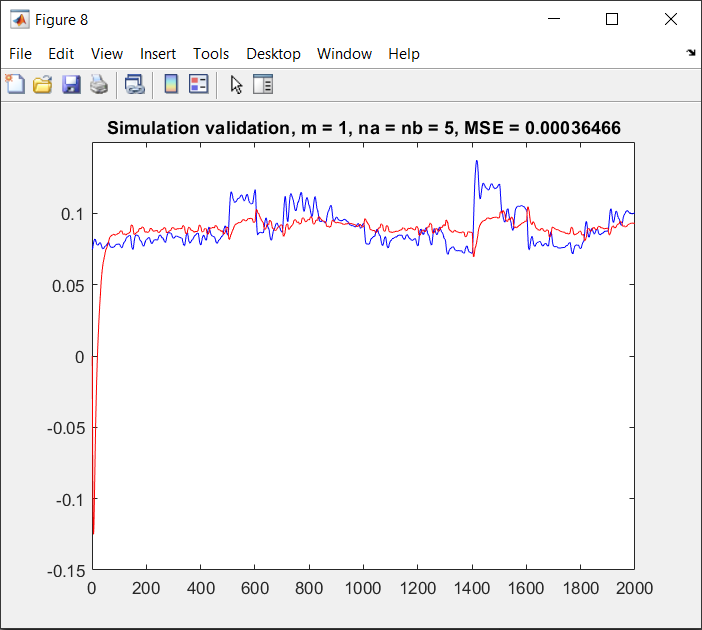 Figure 8
File Edit View Insert Tools Desktop Window Help
Simulation validation, m = 1, na = nb = 5, MSE = 0.00036466
0.1
0.05
0
-0.05
-0.1
-0.15
0 200 400 600 800 1000 1200 1400 1600 1800 2000